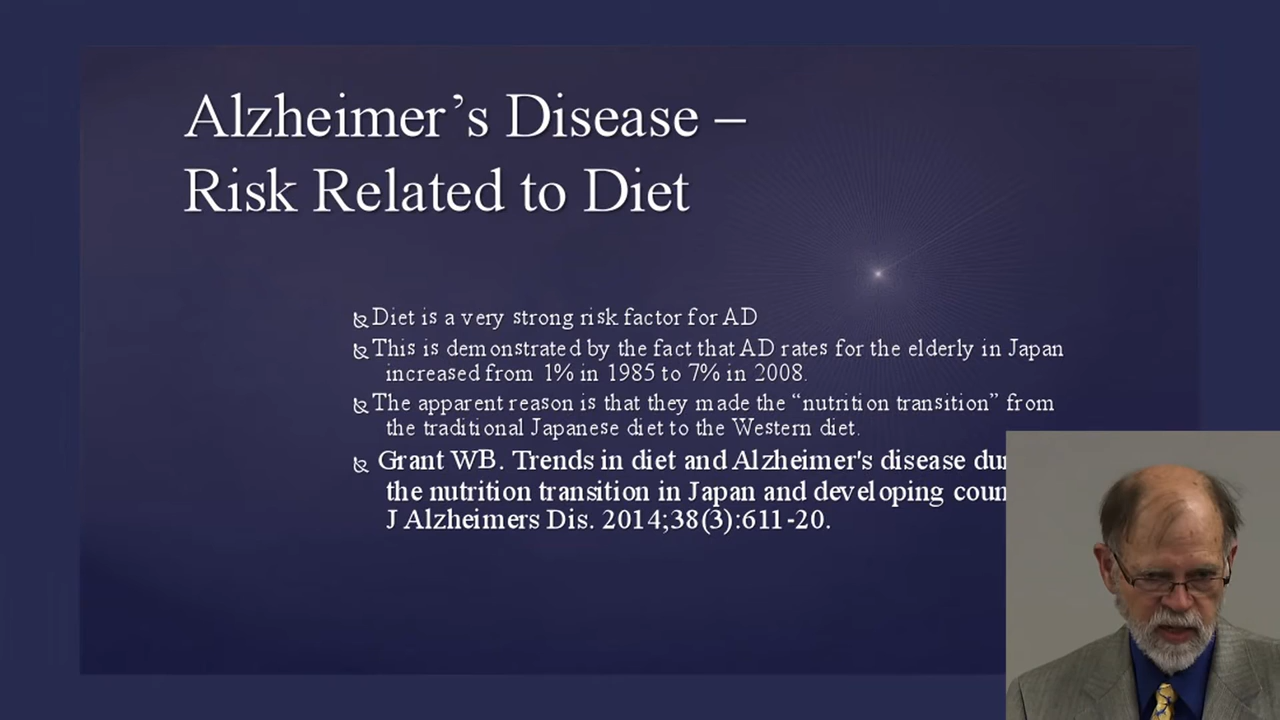 Alzheimer’s Disease –
Risk Related to Diet
Diet is a very strong risk factor for AD
This is demonstrated by the fact that AD rates for the elderly in Japan
increased from 1% in 1985 to 7% in 2008.
The apparent reason is that they made the “nutrition transition” from
the traditional Japanese diet to the Western diet.
Grant WB. Trends in diet and Alzheimer's disease
the nutrition transition in Japan and developing
J Alzheimers Dis. 2014;38(3):611-20.